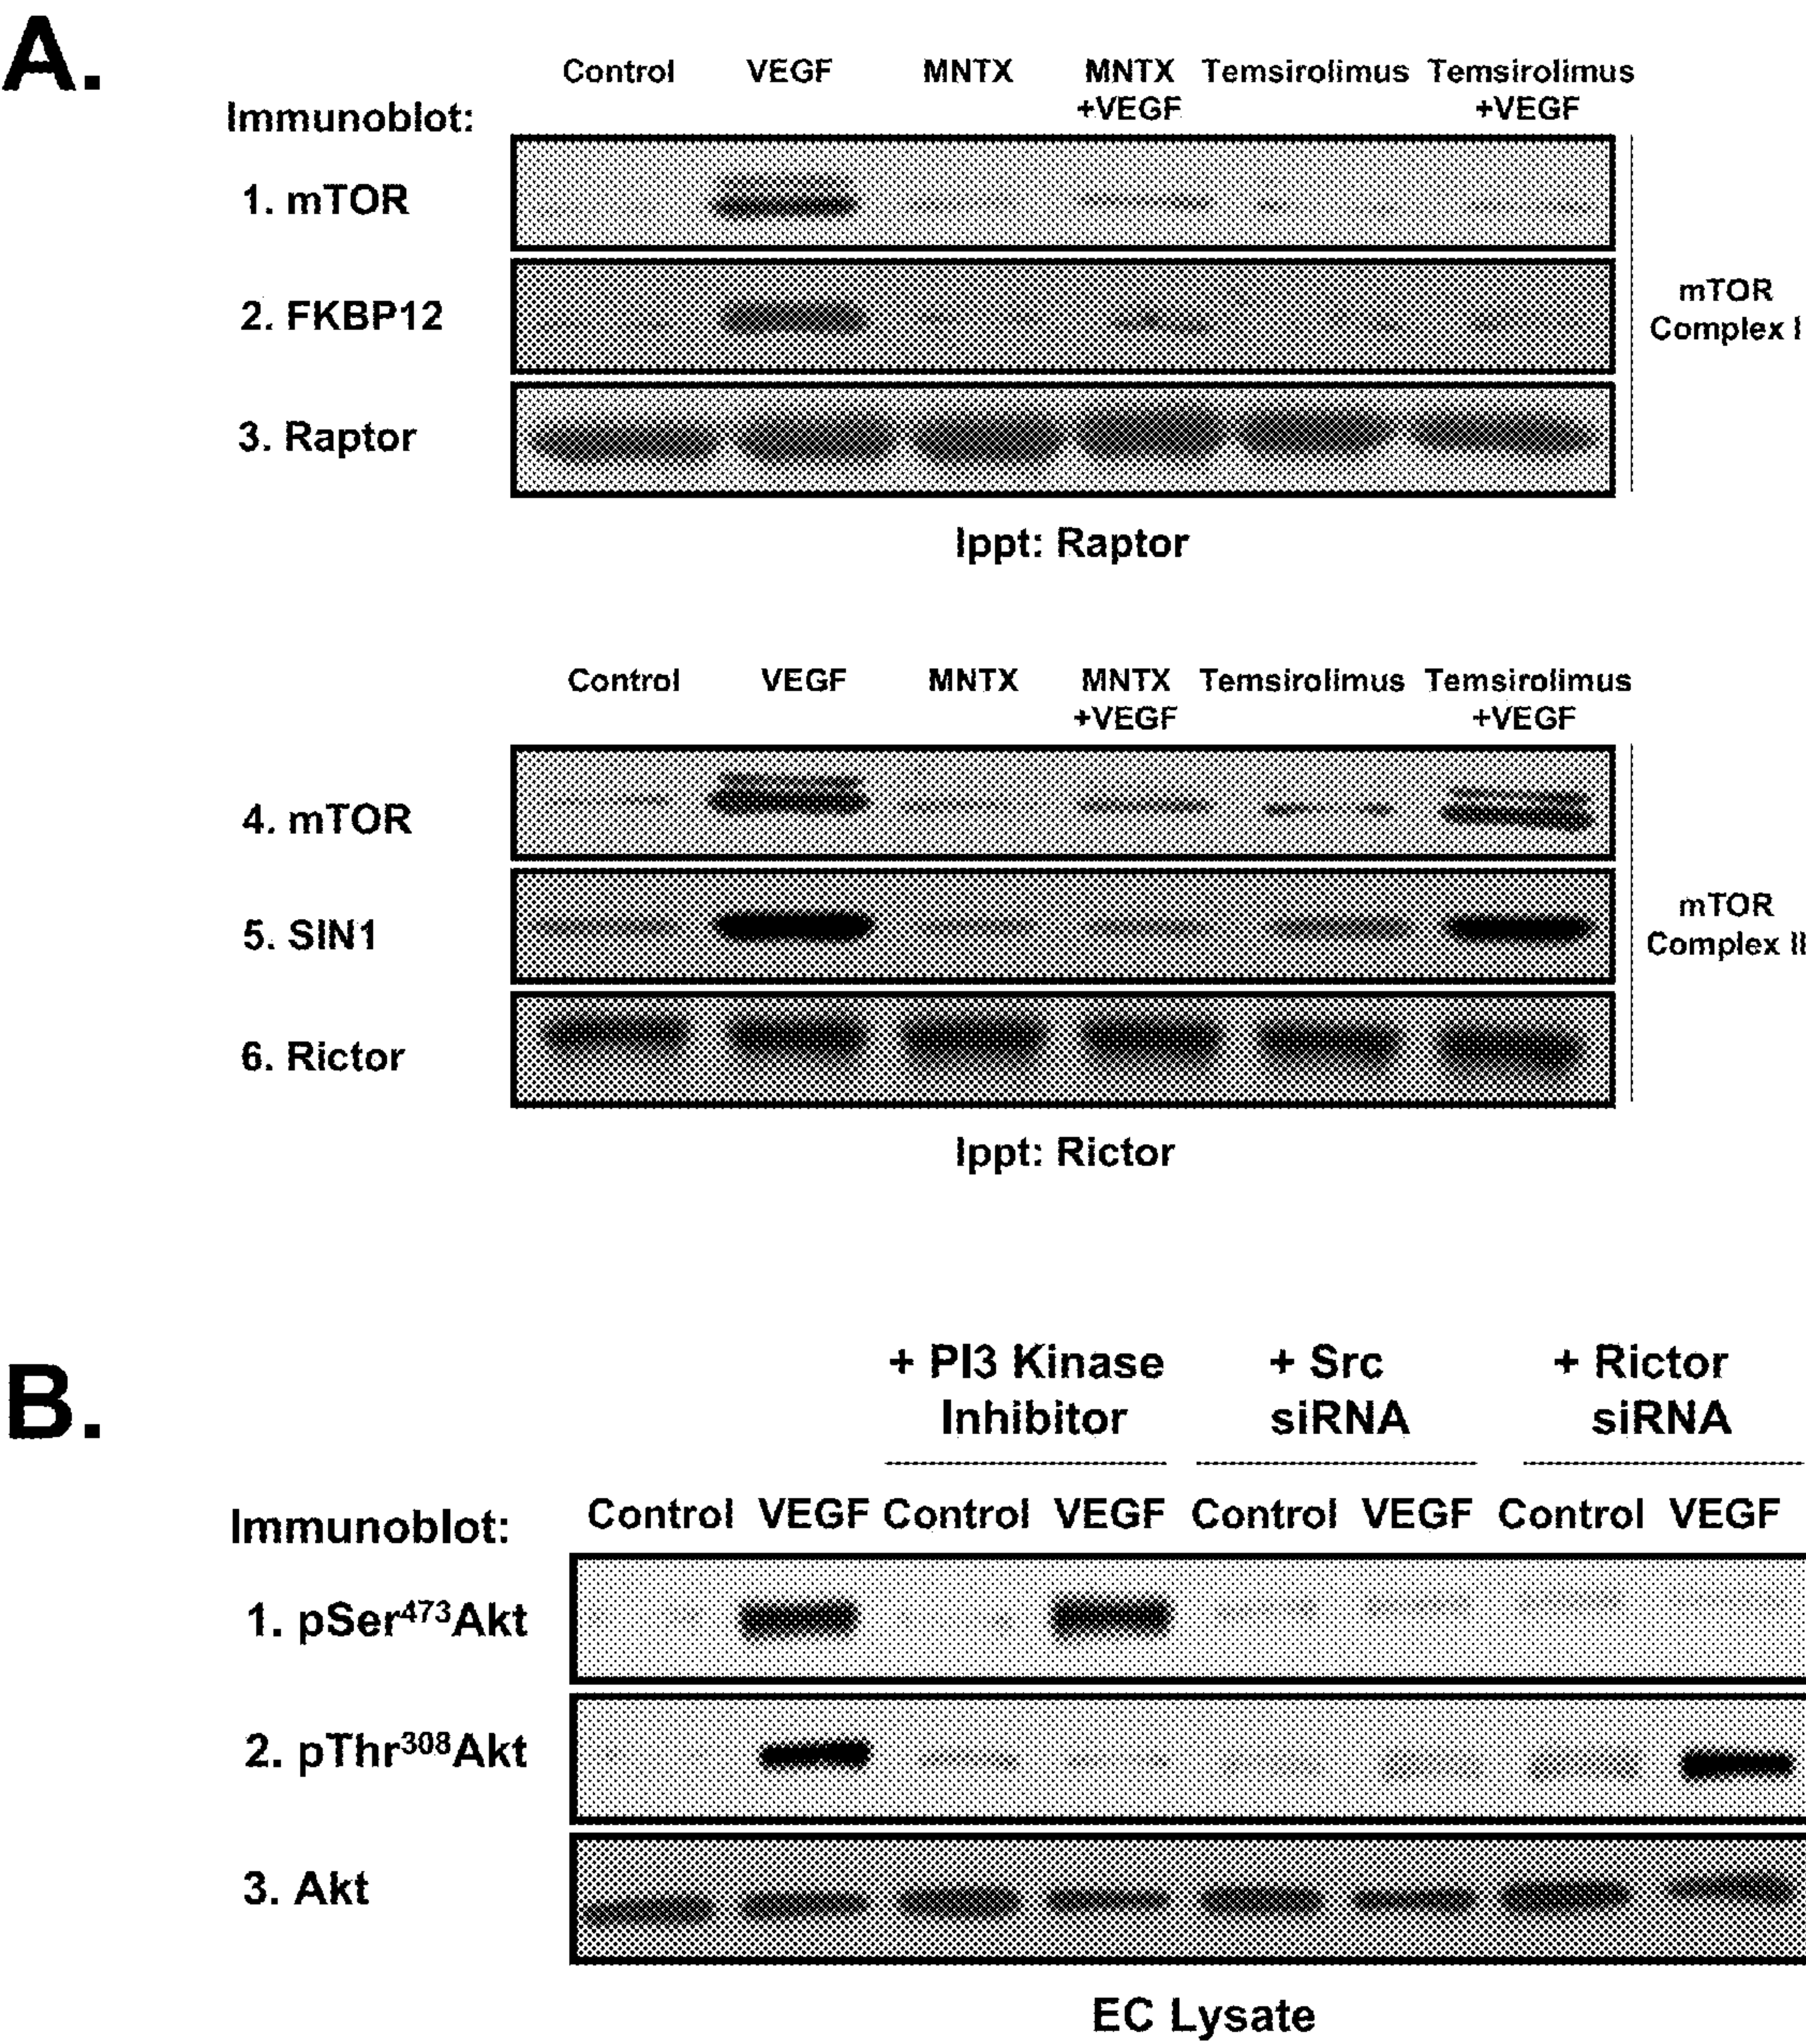 A.
Control VEGF MNTX MNTX Temsirolimus Temsirolimus
+VEGF +VEGF
Immunoblot:
1. mTOR
2. FKBP12
mTOR
Complex I
3. Raptor
Ippt: Raptor
Control VEGF MNTX MNTX Temsirolimus Temsirolimus
+VEGF +VEGF
4. mTOR
5. SIN1
mTOR
Complex II
6. Rictor
Ippt: Rictor
B.
+ PI3 Kinase + Src + Rictor
Inhibitor siRNA siRNA
Immunoblot: Control VEGF Control VEGF Control VEGF Control VEGF
1. pSer⁴⁷³Akt
2. pThr³⁰⁸Akt
3. Akt
EC Lysate